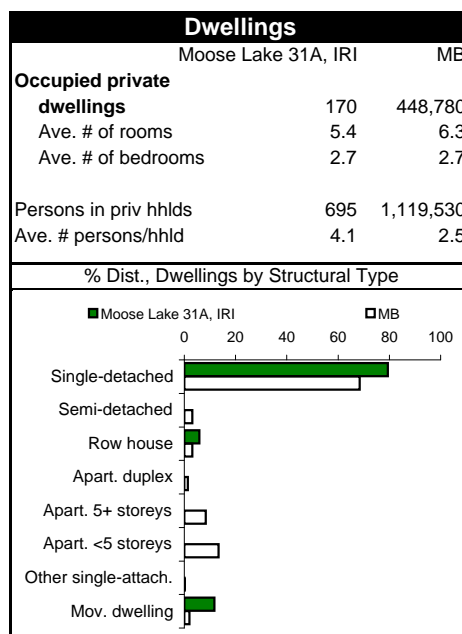 Dwellings
Moose Lake 31A, IRI MB
Occupied private
dwellings 170 448,780
Ave. # of rooms 5.4 6.3
Ave. # of bedrooms 2.7 2.7
Persons in priv hhlds 695 1,119,530
Ave. # persons/hhld 4.1 2.5
% Dist., Dwellings by Structural Type
Moose Lake 31A, IRI MB
0 20 40 60 80 100
Single-detached
Semi-detached
Row house
Apart. duplex
Apart. 5+ storeys
Apart. <5 storeys
Other single-attach.
Mov. dwelling